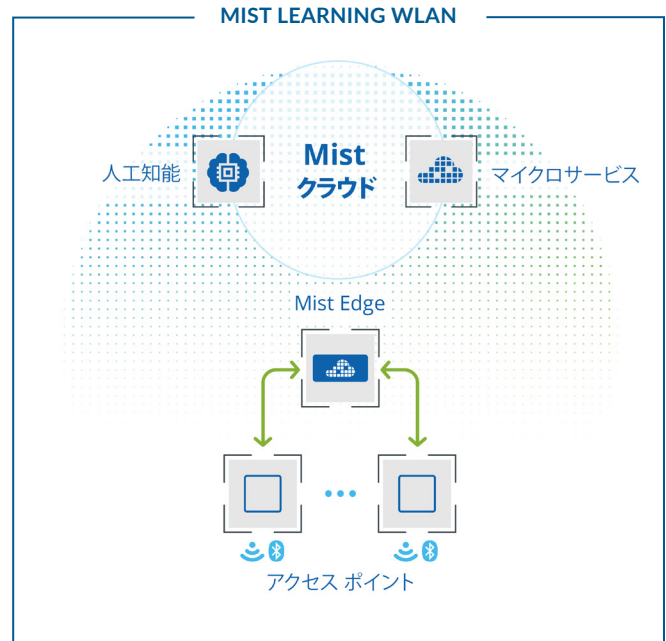 MIST LEARNING WLAN
人工知能
Mist
クラウド
マイクロサービス
Mist Edge
アクセス ポイント